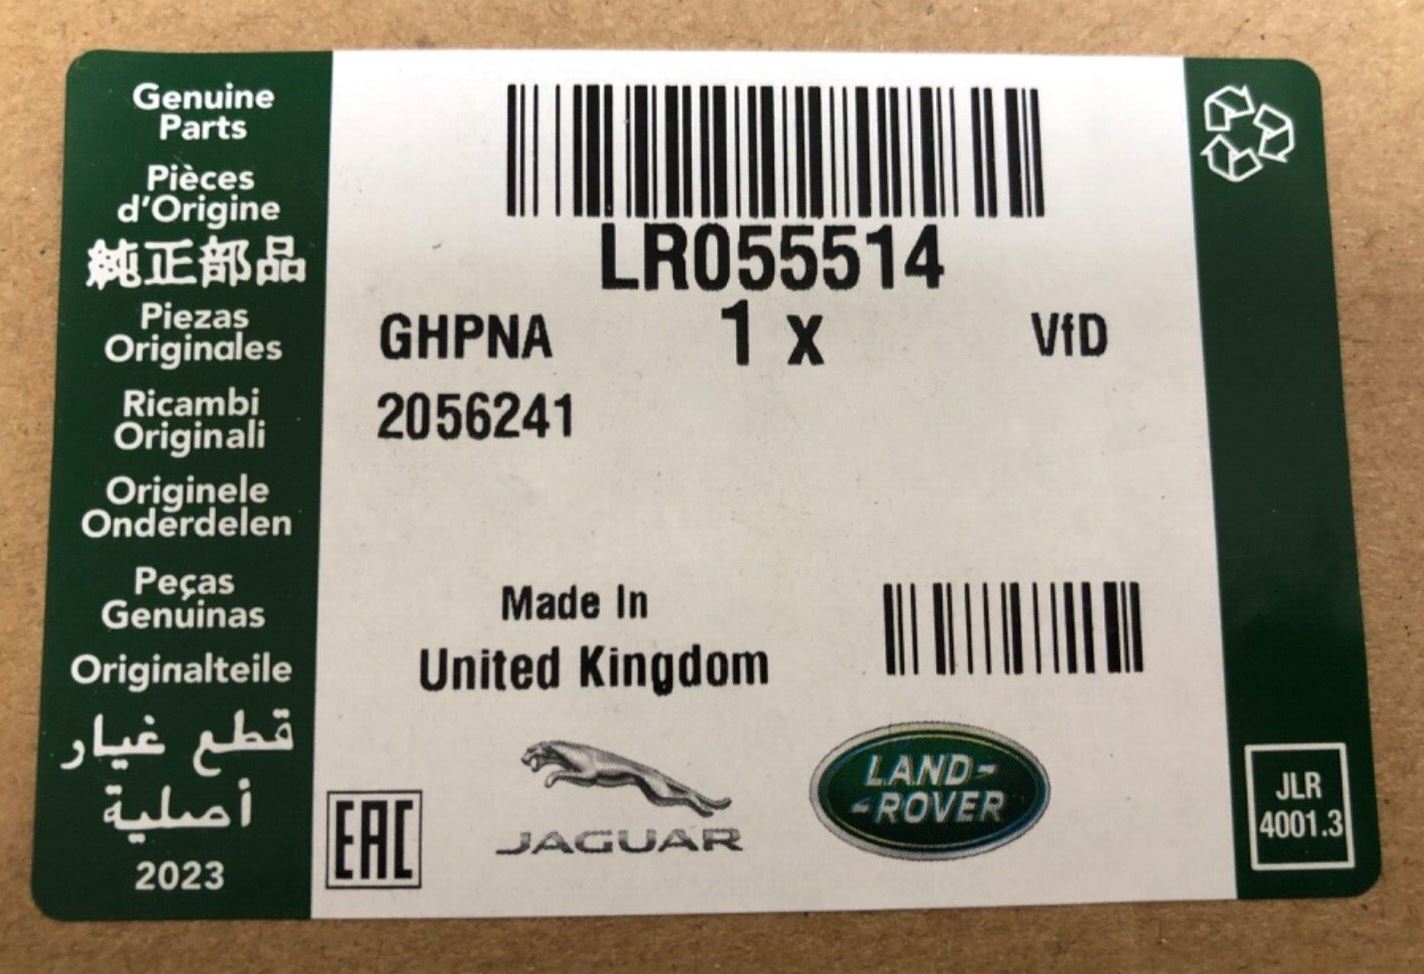 Genuine
Parts
Pièces
d'Origine
純正部品
Piezas
Originales
Ricambi
Originali
Originele
Onderdelen
Peças
Genuinas
Originalteile
قطع غيار
أصلية
2023
LR055514
GHPNA 1 x VfD
2056241
Made In
United Kingdom
EAC
JAGUAR
LAND-
-ROVER
JLR
4001.3